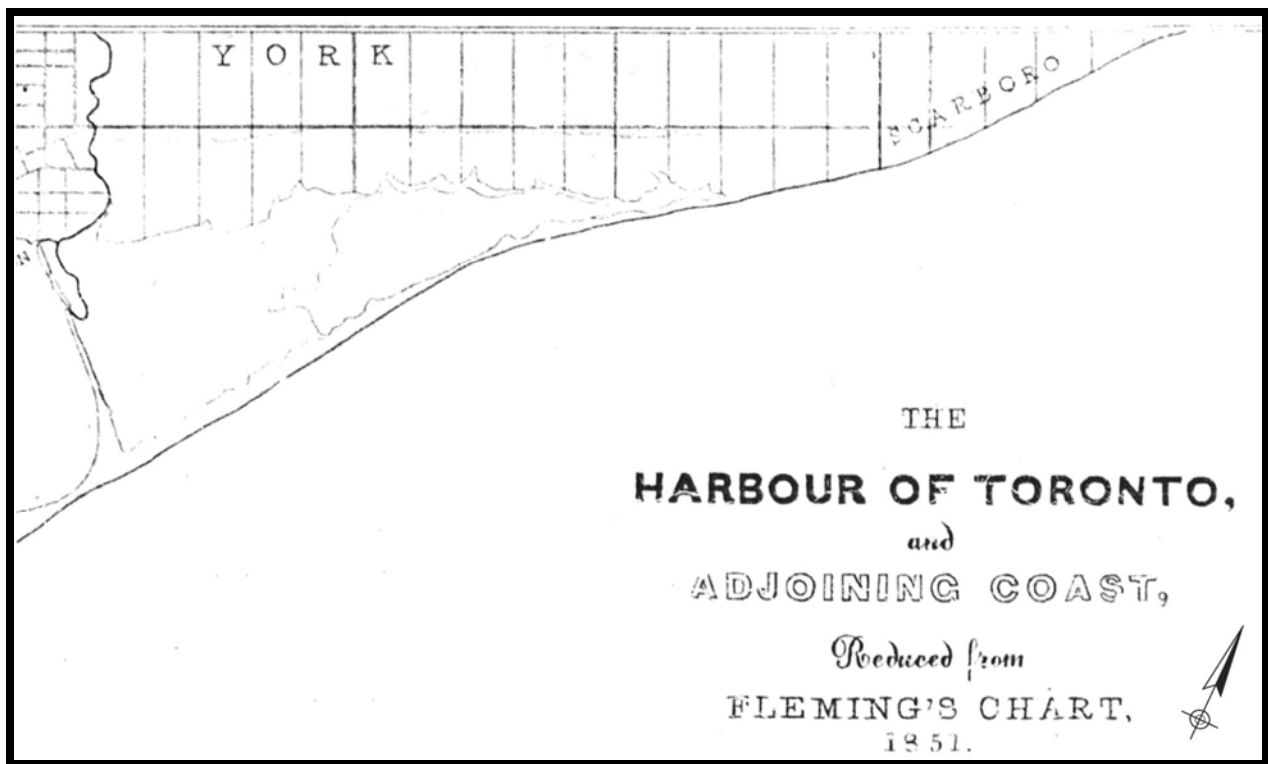 YORK
SCARBORO
N
THE
HARBOUR OF TORONTO,
and
ADJOINING COAST,
Reduced from
FLEMING'S CHART,
1851.